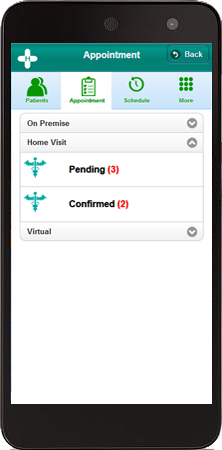 H
Appointment
Back
Patients
Appointment
Schedule
More
On Premise
Home Visit
Pending (3)
Confirmed (2)
Virtual